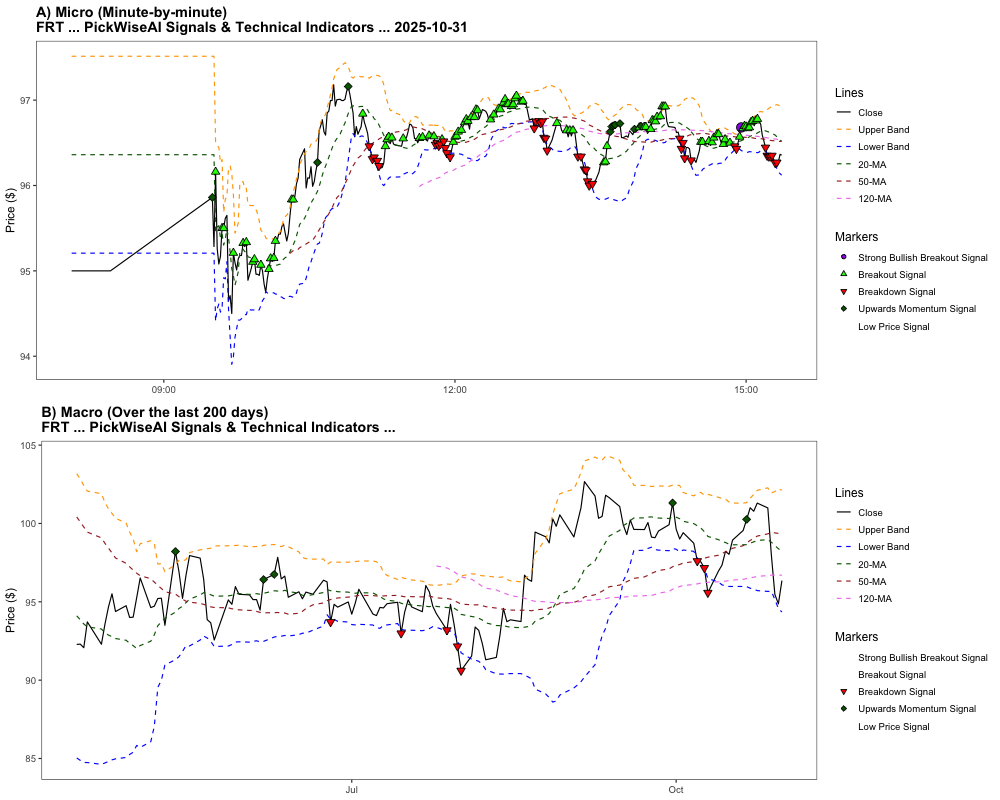 A) Micro (Minute-by-minute)
FRT ... PickWiseAI Signals & Technical Indicators ... 2025-10-31
Price ($)
97
96
95
94
09:00
12:00
15:00
Lines
Close
Upper Band
Lower Band
20-MA
50-MA
120-MA
Markers
Strong Bullish Breakout Signal
Breakout Signal
Breakdown Signal
Upwards Momentum Signal
Low Price Signal
B) Macro (Over the last 200 days)
FRT ... PickWiseAI Signals & Technical Indicators ...
Price ($)
105
100
95
90
85
Jul
Oct
Lines
Close
Upper Band
Lower Band
20-MA
50-MA
120-MA
Markers
Strong Bullish Breakout Signal
Breakout Signal
Breakdown Signal
Upwards Momentum Signal
Low Price Signal